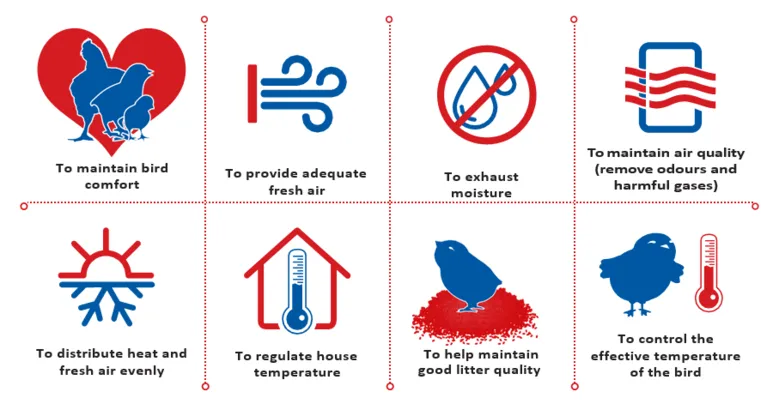 To maintain bird
comfort
To provide adequate
fresh air
To exhaust
moisture
To maintain air quality
(remove odours and
harmful gases)
To distribute heat and
fresh air evenly
To regulate house
temperature
To help maintain
good litter quality
To control the
effective temperature
of the bird